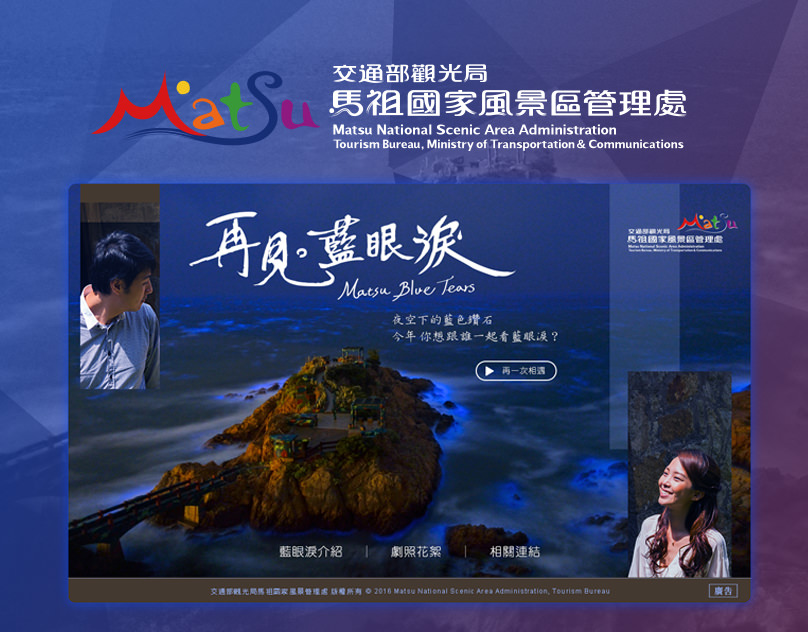 Matsu
交通部觀光局
馬祖國家風景區管理處
Matsu National Scenic Area Administration
Tourism Bureau, Ministry of Transportation & Communications
再見。藍眼淚
Matsu Blue Tears
Matsu
交通部觀光局
馬祖國家風景區管理處
Matsu National Scenic Area Administration
Tourism Bureau, Ministry of Transportation & Communications
夜空下的藍色鑽石
今年 你想跟誰一起看藍眼淚？
再一次相遇
藍眼淚介紹 | 劇照花絮 | 相關連結
交通部觀光局馬祖國家風景管理處 版權所有 © 2016 Matsu National Scenic Area Administration, Tourism Bureau
廣告